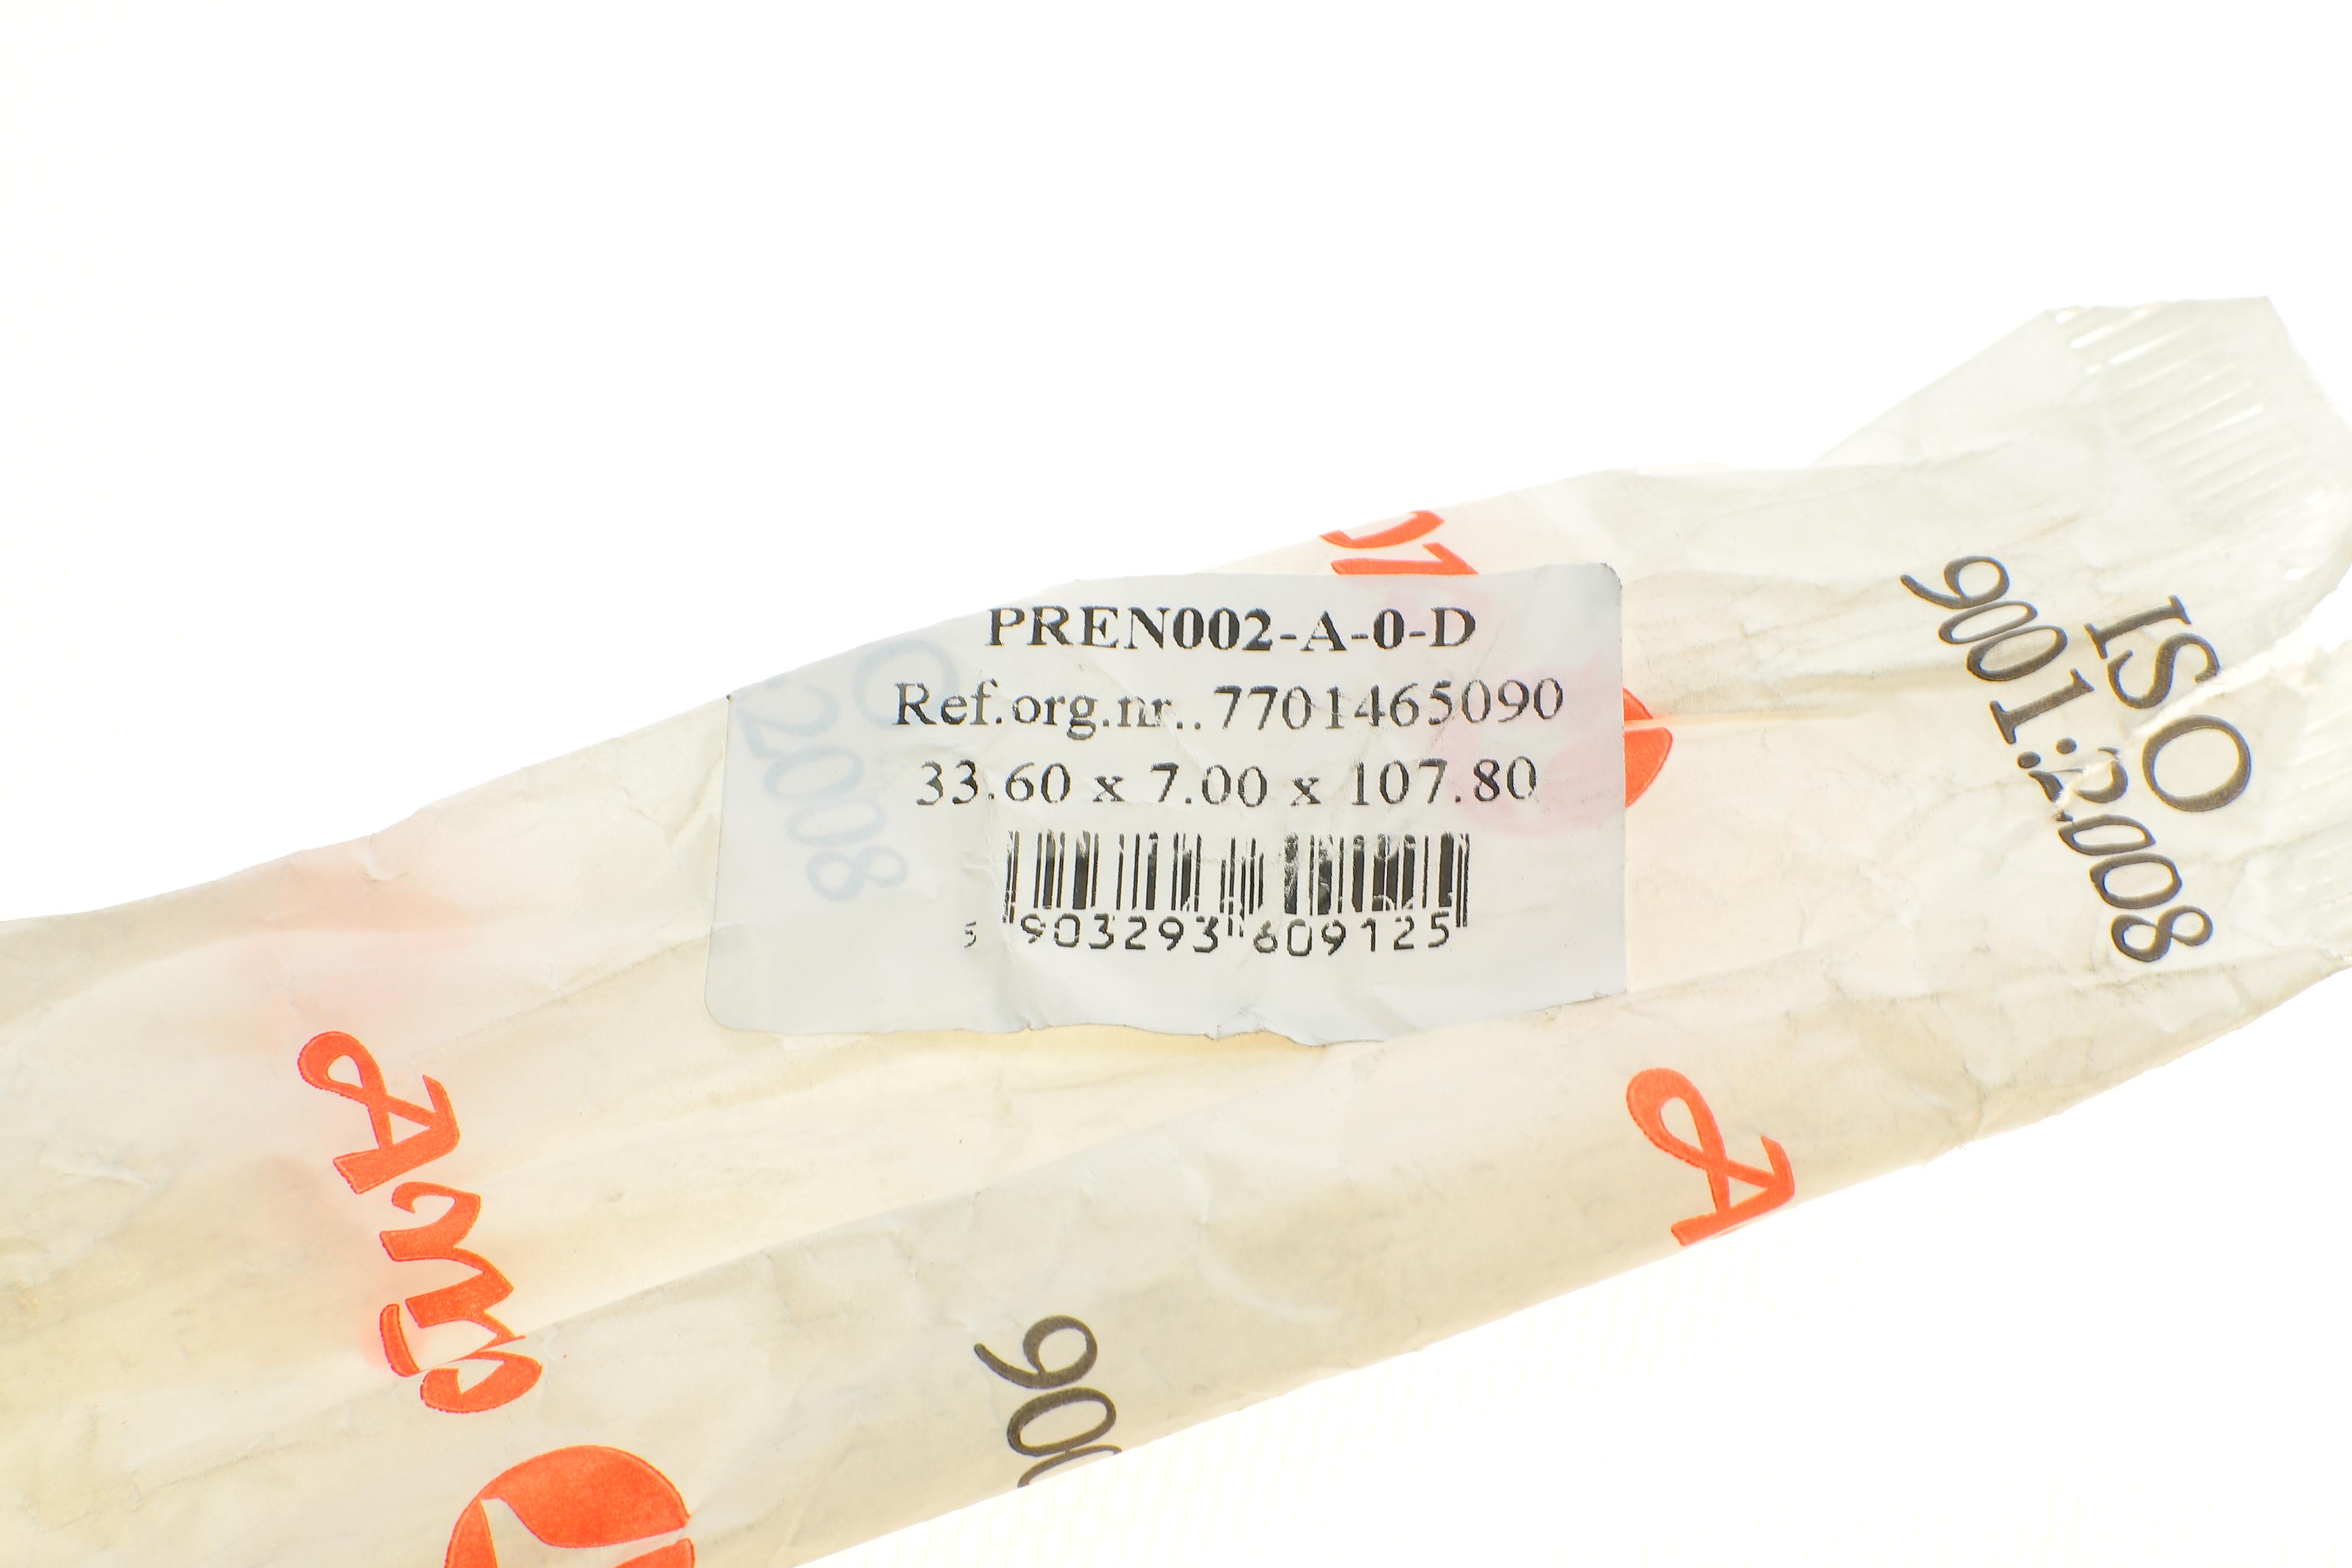 PREN002-A-0-D
Ref.org.nr..7701465090
33.60 x 7.00 x 107.80
5 903293 609125
ISO
9001:2008
:2008
Amp
A
900